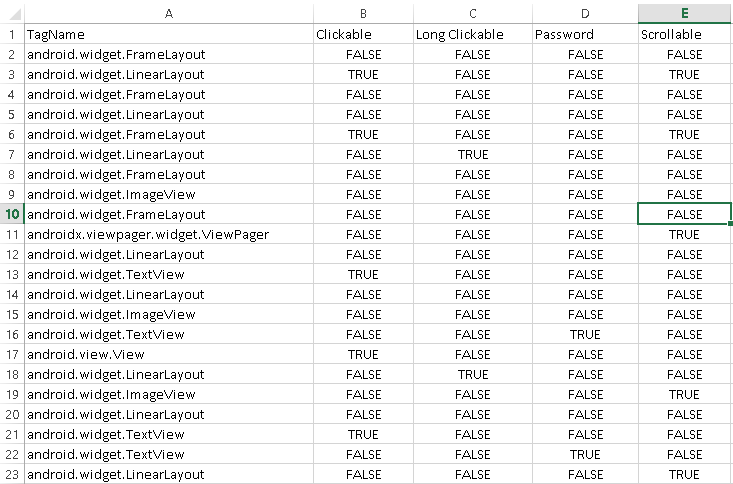 A B C D E
1 TagName Clickable Long Clickable Password Scrollable
2 android.widget.FrameLayout FALSE FALSE FALSE FALSE
3 android.widget.LinearLayout TRUE FALSE FALSE TRUE
4 android.widget.FrameLayout FALSE FALSE FALSE FALSE
5 android.widget.LinearLayout FALSE FALSE FALSE FALSE
6 android.widget.FrameLayout TRUE FALSE FALSE TRUE
7 android.widget.LinearLayout FALSE TRUE FALSE FALSE
8 android.widget.FrameLayout FALSE FALSE FALSE FALSE
9 android.widget.ImageView FALSE FALSE FALSE FALSE
10 android.widget.FrameLayout FALSE FALSE FALSE FALSE
11 androidx.viewpager.widget.ViewPager FALSE FALSE FALSE TRUE
12 android.widget.LinearLayout FALSE FALSE FALSE FALSE
13 android.widget.TextView TRUE FALSE FALSE FALSE
14 android.widget.LinearLayout FALSE FALSE FALSE FALSE
15 android.widget.ImageView FALSE FALSE FALSE FALSE
16 android.widget.TextView FALSE FALSE TRUE FALSE
17 android.view.View TRUE FALSE FALSE FALSE
18 android.widget.LinearLayout FALSE TRUE FALSE FALSE
19 android.widget.ImageView FALSE FALSE FALSE TRUE
20 android.widget.LinearLayout FALSE FALSE FALSE FALSE
21 android.widget.TextView TRUE FALSE FALSE FALSE
22 android.widget.TextView FALSE FALSE TRUE FALSE
23 android.widget.LinearLayout FALSE FALSE FALSE TRUE